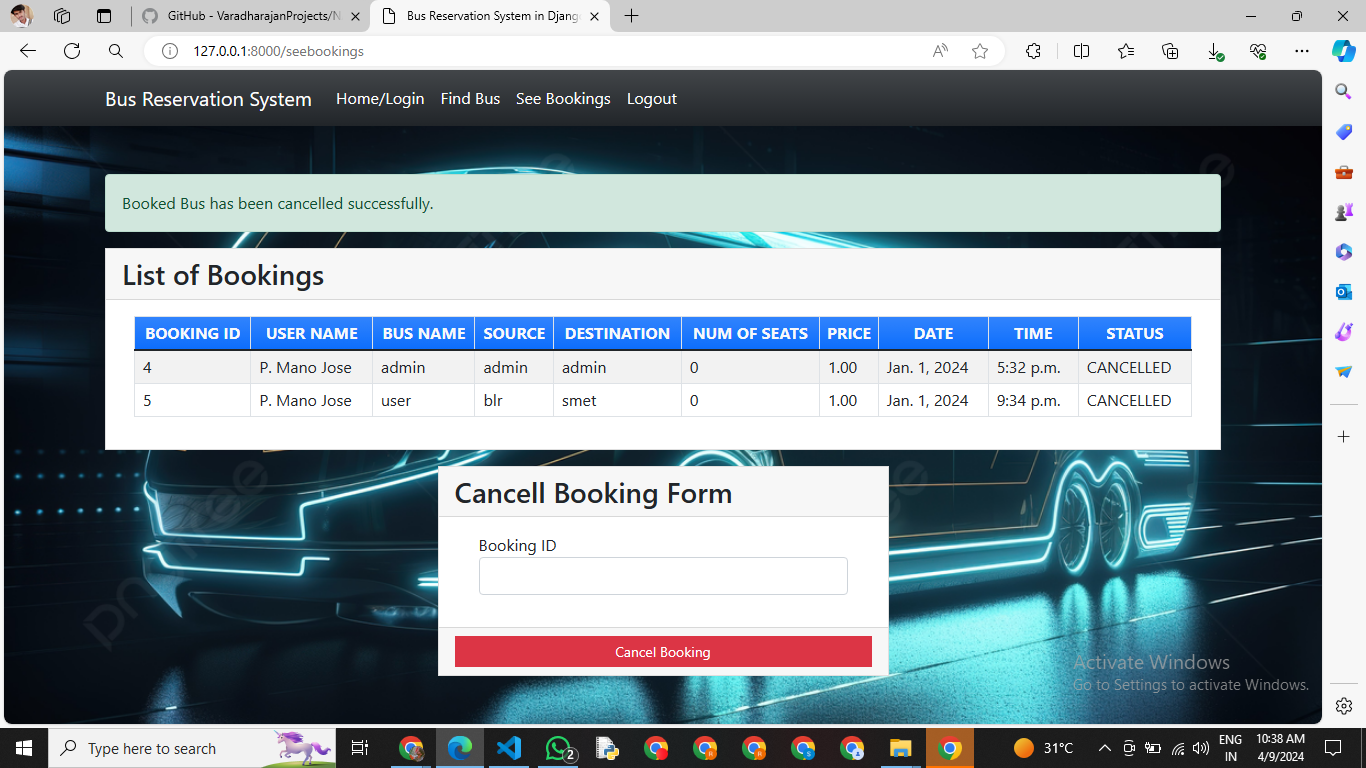 GitHub - VaradharajanProjects/N
Bus Reservation System in Django
127.0.0.1:8000/seebookings
Bus Reservation System Home/Login Find Bus See Bookings Logout
Booked Bus has been cancelled successfully.
List of Bookings
BOOKING ID USER NAME BUS NAME SOURCE DESTINATION NUM OF SEATS PRICE DATE TIME STATUS
4 P. Mano Jose admin admin admin 0 1.00 Jan. 1, 2024 5:32 p.m. CANCELLED
5 P. Mano Jose user blr smet 0 1.00 Jan. 1, 2024 9:34 p.m. CANCELLED
Cancell Booking Form
Booking ID
Cancel Booking
Activate Windows
Go to Settings to activate Windows.
Type here to search
2
31°C
ENG
IN
10:38 AM
4/9/2024